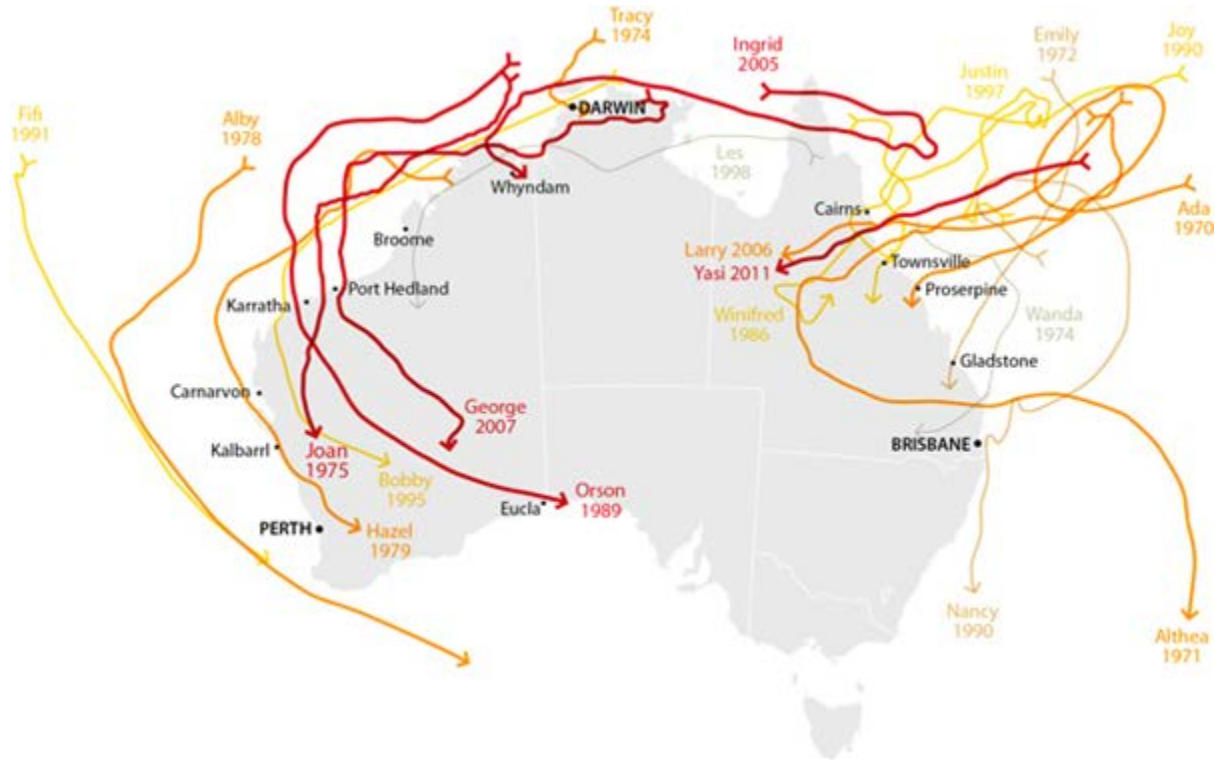 Tracy
1974
Emily
1972
Joy
1990
Ingrid
2005
Justin
1997
Fifi
1991
Alby
1978
DARWIN
Les
1998
Whyndam
Cairns
Ada
1970
Broome
Larry 2006
Yasi 2011
Townsville
Port Hedland
Proserpine
Karratha
Winifred
1986
Wanda
1974
Gladstone
Carnarvon
George
2007
Kalbarrl
Joan
1975
BRISBANE
Bobby
1995
Orson
1989
Eucla
PERTH
Hazel
1979
Nancy
1990
Althea
1971